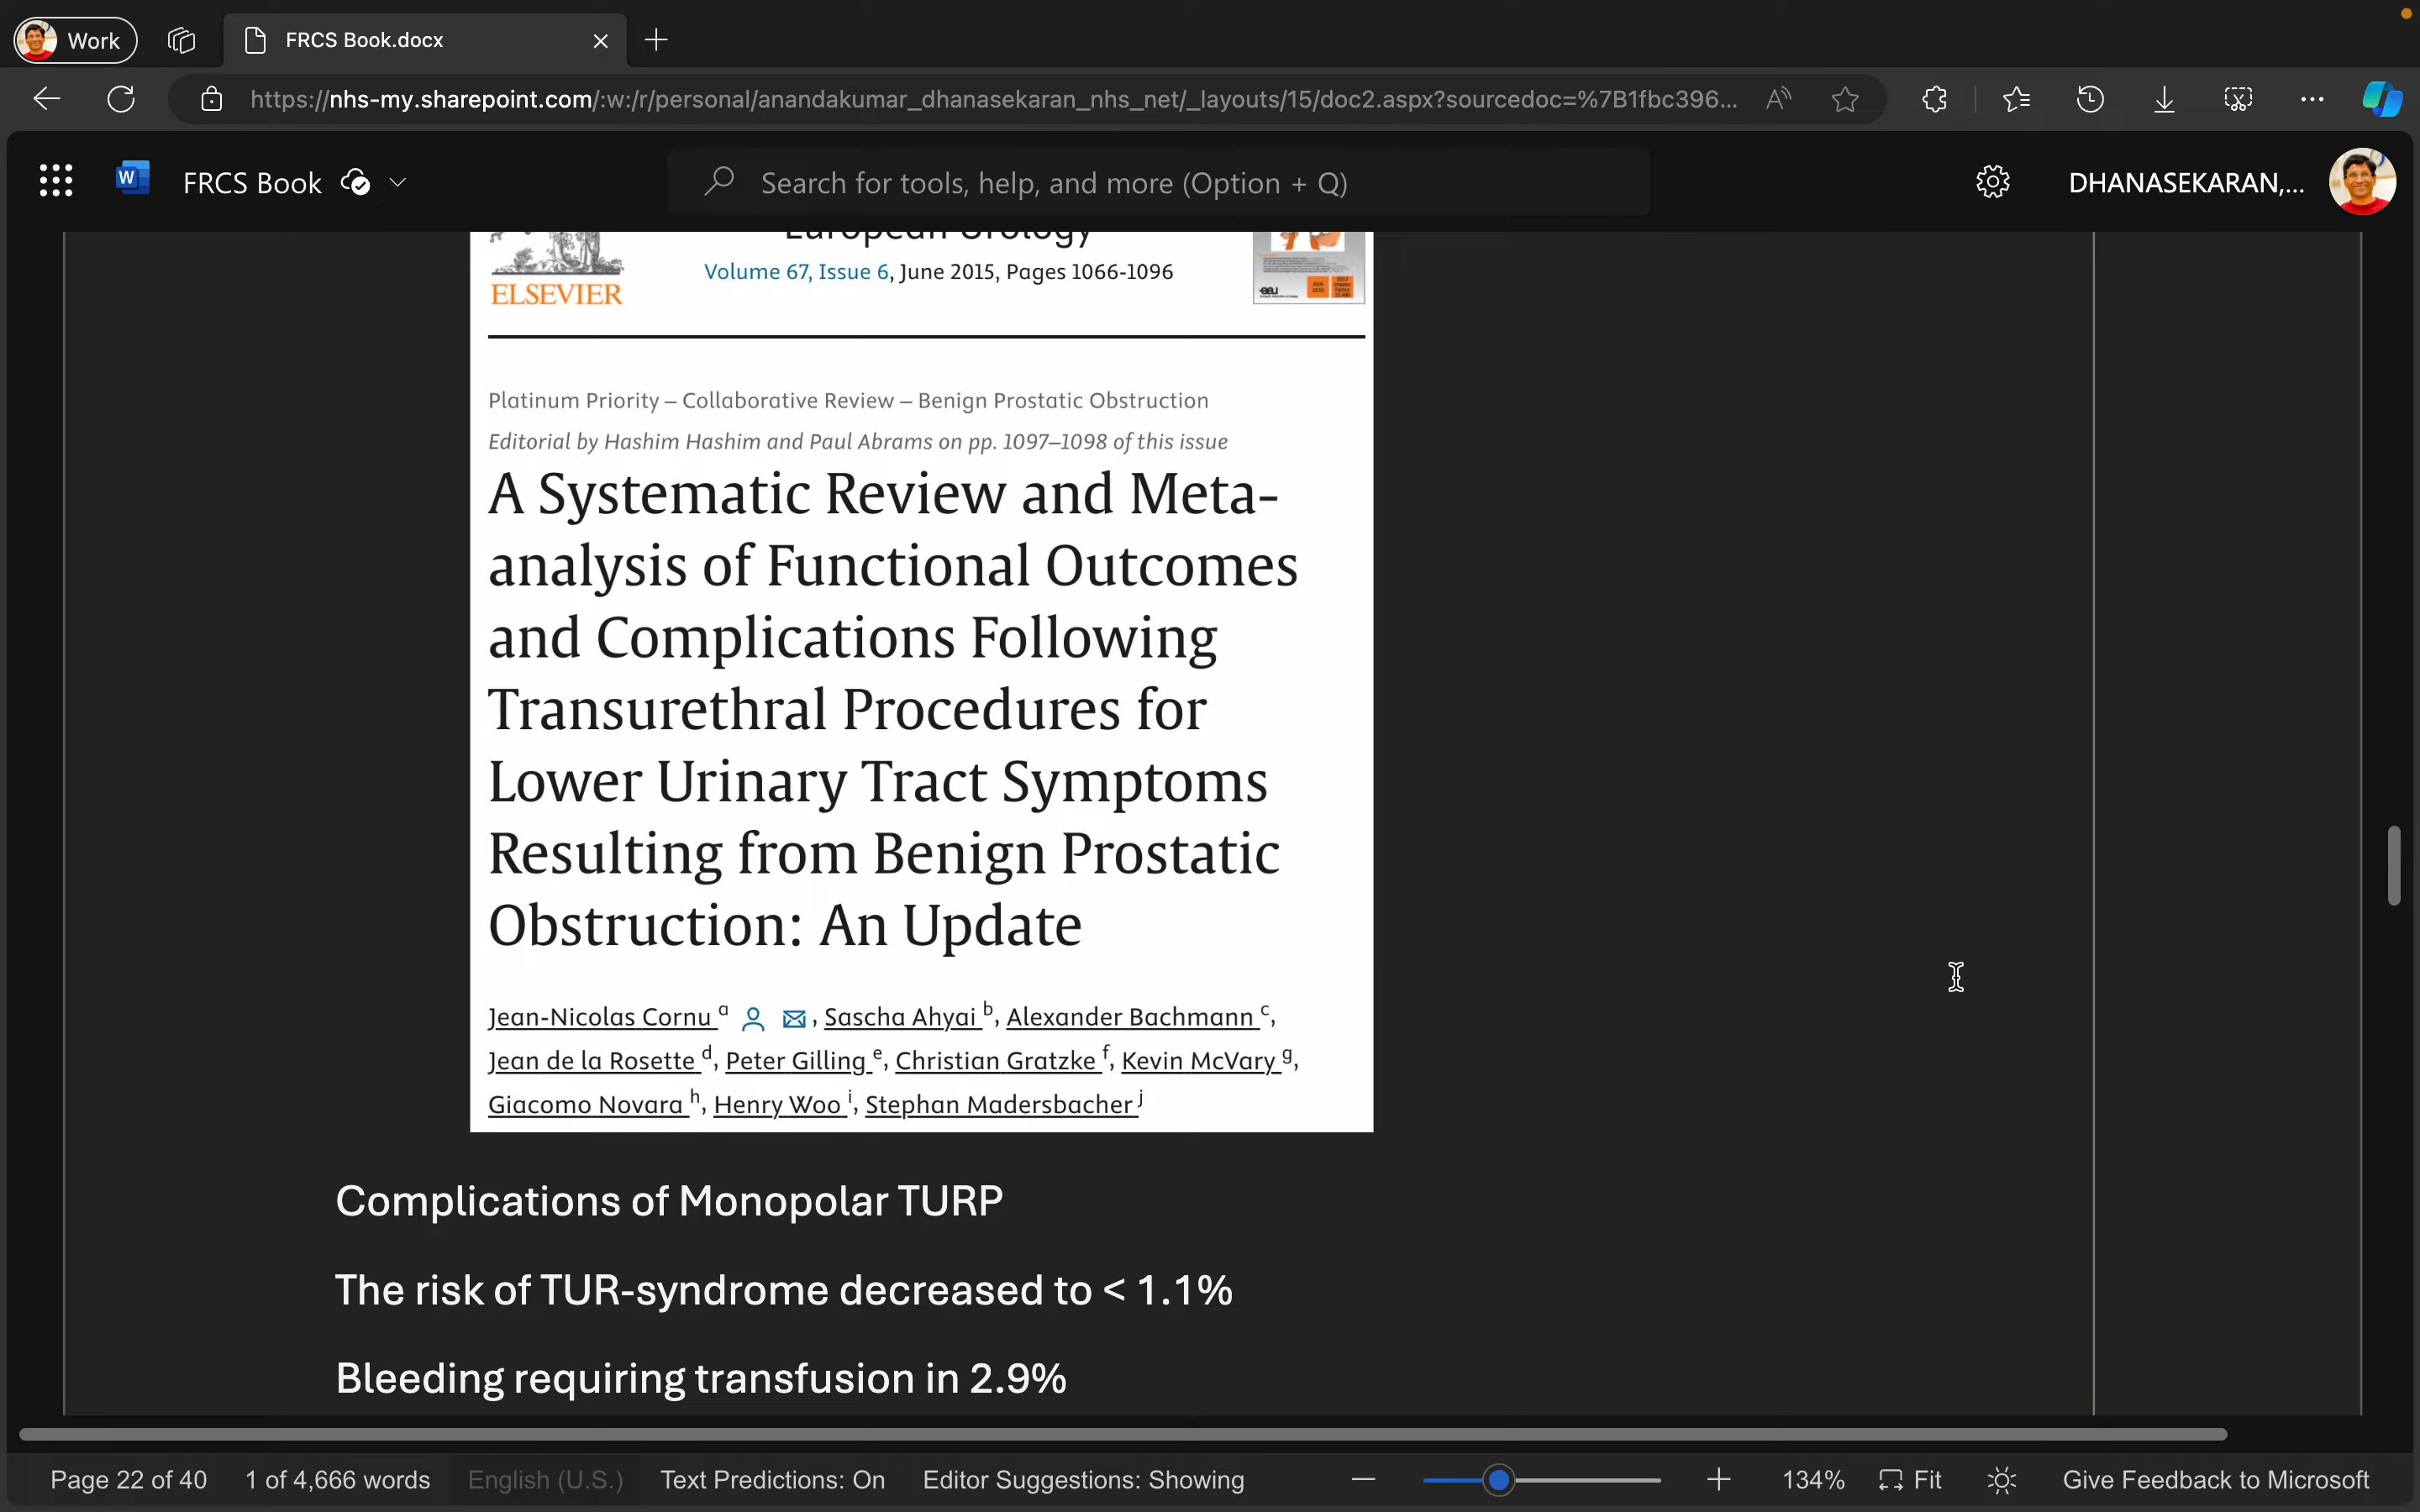 Work
FRCS Book.docx
https://nhs-my.sharepoint.com/:w:/r/personal/anandakumar_dhanasekaran_nhs_net/_layouts/15/doc2.aspx?sourcedoc=%7B1fbc396...
FRCS Book
Search for tools, help, and more (Option + Q)
DHANASEKARAN,...
European Urology
Volume 67, Issue 6, June 2015, Pages 1066-1096
ELSEVIER
Platinum Priority – Collaborative Review – Benign Prostatic Obstruction
Editorial by Hashim Hashim and Paul Abrams on pp. 1097–1098 of this issue
A Systematic Review and Meta-
analysis of Functional Outcomes
and Complications Following
Transurethral Procedures for
Lower Urinary Tract Symptoms
Resulting from Benign Prostatic
Obstruction: An Update
Jean-Nicolas Cornu a, Sascha Ahyai b, Alexander Bachmann c,
Jean de la Rosette d, Peter Gilling e, Christian Gratzke f, Kevin McVary g,
Giacomo Novara h, Henry Woo i, Stephan Madersbacher j
Complications of Monopolar TURP
The risk of TUR-syndrome decreased to < 1.1%
Bleeding requiring transfusion in 2.9%
Page 22 of 40 1 of 4,666 words English (U.S.) Text Predictions: On Editor Suggestions: Showing 134% Fit Give Feedback to Microsoft